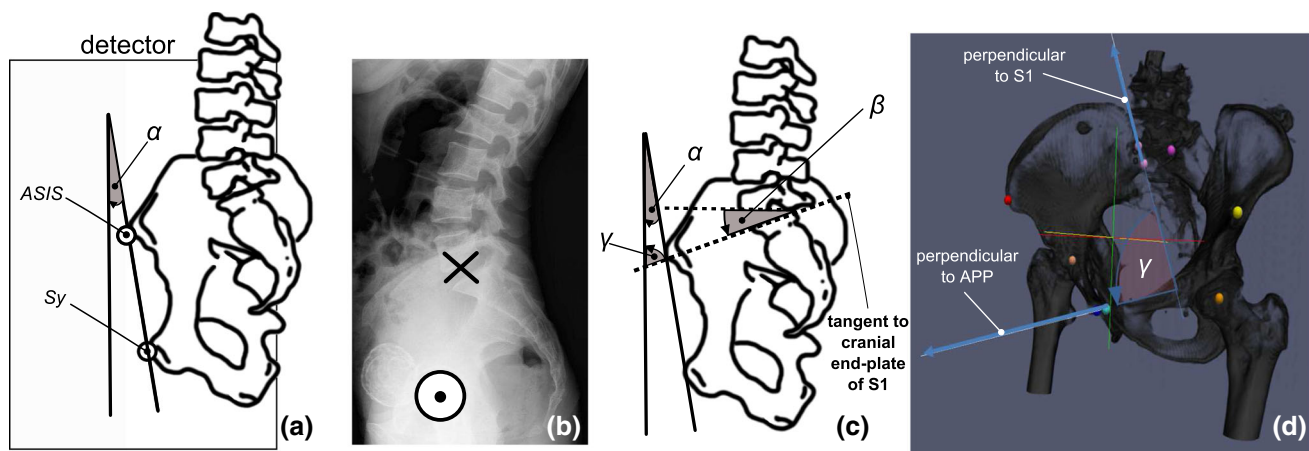 detector
α
ASIS
Sy
(a)
(b)
β
α
γ
tangent to
cranial
end-plate
of S1
(c)
perpendicular
to S1
perpendicular
to APP
γ
(d)